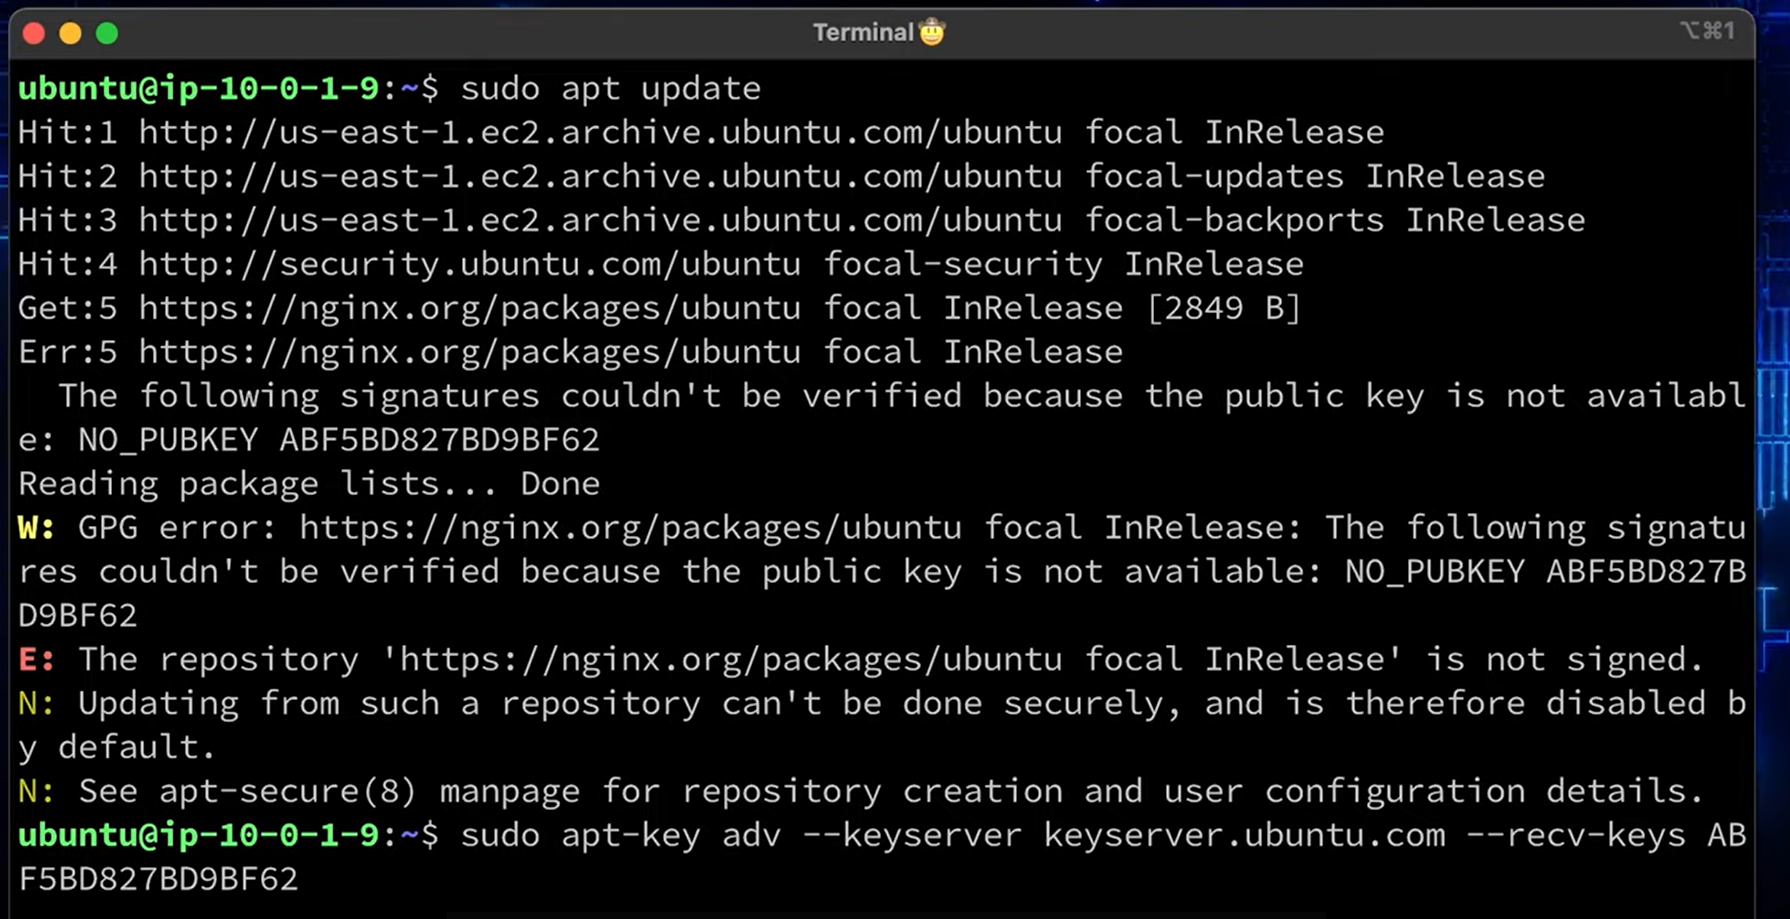 Terminal🤠
⌥⌘1
ubuntu@ip-10-0-1-9:~$ sudo apt update
Hit:1 http://us-east-1.ec2.archive.ubuntu.com/ubuntu focal InRelease
Hit:2 http://us-east-1.ec2.archive.ubuntu.com/ubuntu focal-updates InRelease
Hit:3 http://us-east-1.ec2.archive.ubuntu.com/ubuntu focal-backports InRelease
Hit:4 http://security.ubuntu.com/ubuntu focal-security InRelease
Get:5 https://nginx.org/packages/ubuntu focal InRelease [2849 B]
Err:5 https://nginx.org/packages/ubuntu focal InRelease
  The following signatures couldn't be verified because the public key is not availabl
e: NO_PUBKEY ABF5BD827BD9BF62
Reading package lists... Done
W: GPG error: https://nginx.org/packages/ubuntu focal InRelease: The following signatu
res couldn't be verified because the public key is not available: NO_PUBKEY ABF5BD827B
D9BF62
E: The repository 'https://nginx.org/packages/ubuntu focal InRelease' is not signed.
N: Updating from such a repository can't be done securely, and is therefore disabled b
y default.
N: See apt-secure(8) manpage for repository creation and user configuration details.
ubuntu@ip-10-0-1-9:~$ sudo apt-key adv --keyserver keyserver.ubuntu.com --recv-keys AB
F5BD827BD9BF62